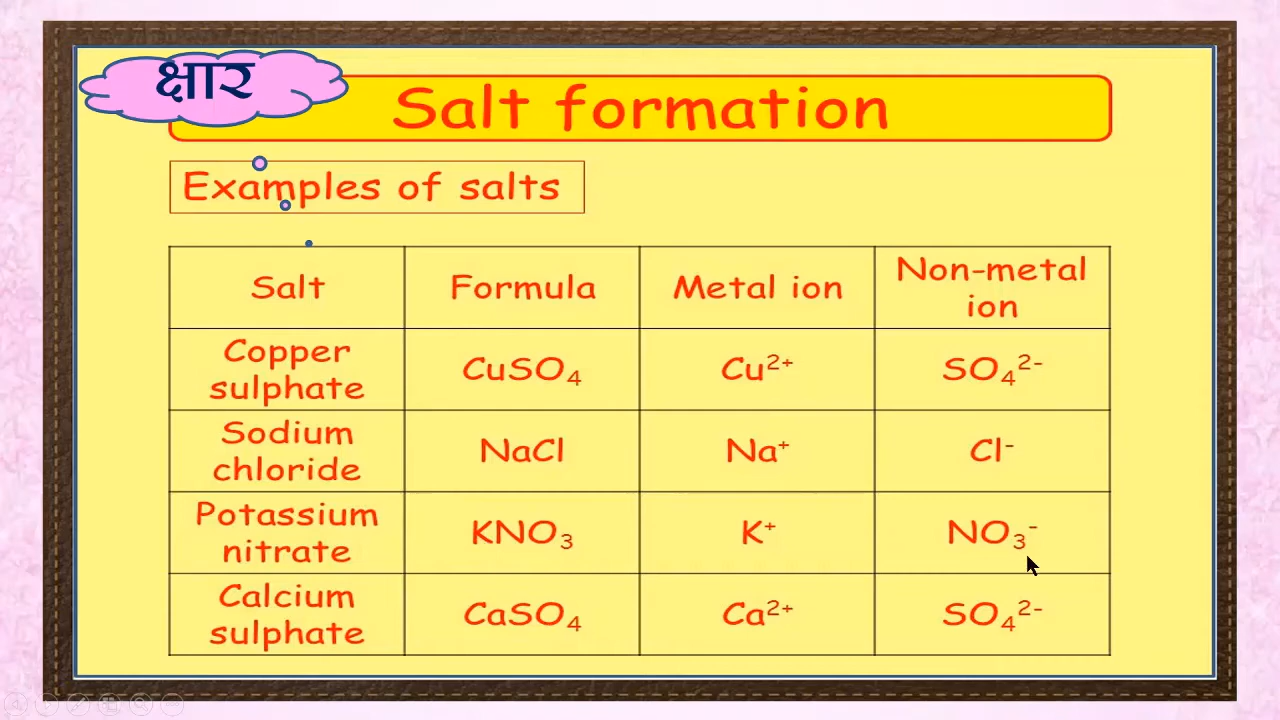 क्षार
Salt formation
Examples of salts
Salt Formula Metal ion Non-metal ion
Copper sulphate CuSO₄ Cu²⁺ SO₄²⁻
Sodium chloride NaCl Na⁺ Cl⁻
Potassium nitrate KNO₃ K⁺ NO₃⁻
Calcium sulphate CaSO₄ Ca²⁺ SO₄²⁻